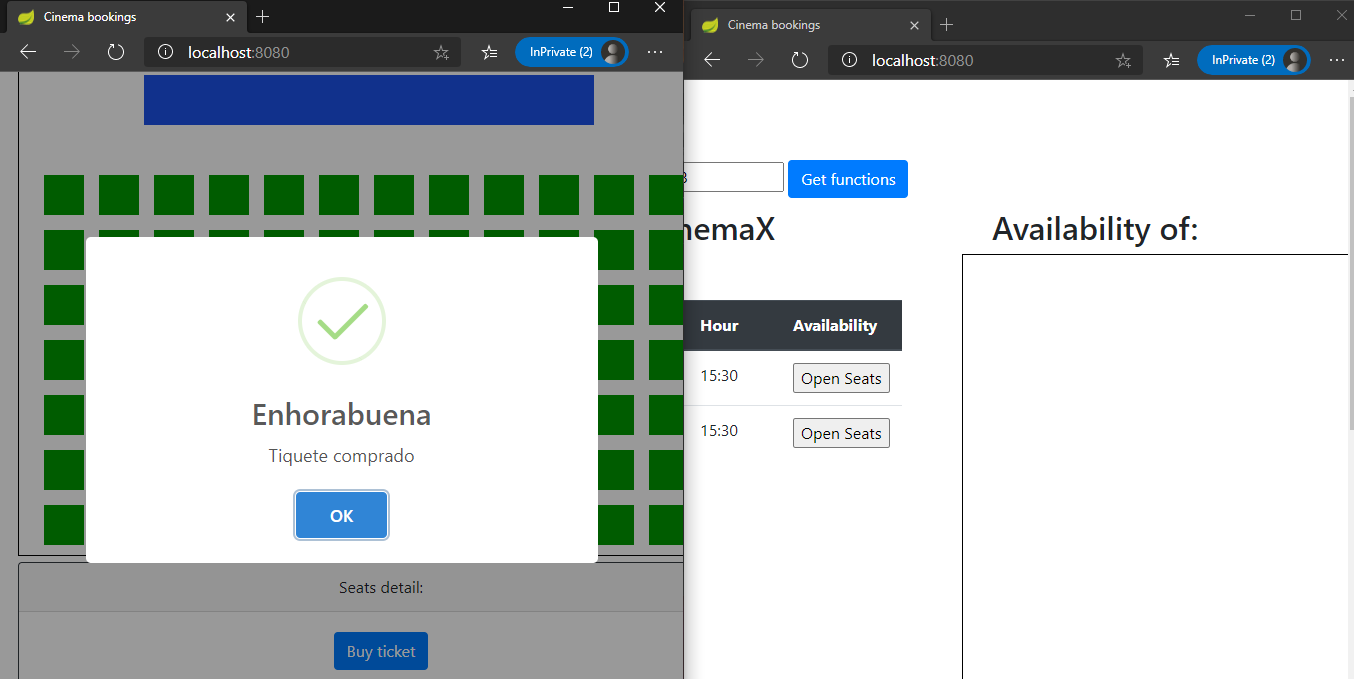 Cinema bookings
localhost:8080
InPrivate (2)
Enhorabuena
Tiquete comprado
OK
Seats detail:
Buy ticket
Cinema bookings
localhost:8080
InPrivate (2)
3
Get functions
nemaX
Availability of:
Hour
Availability
15:30
Open Seats
15:30
Open Seats